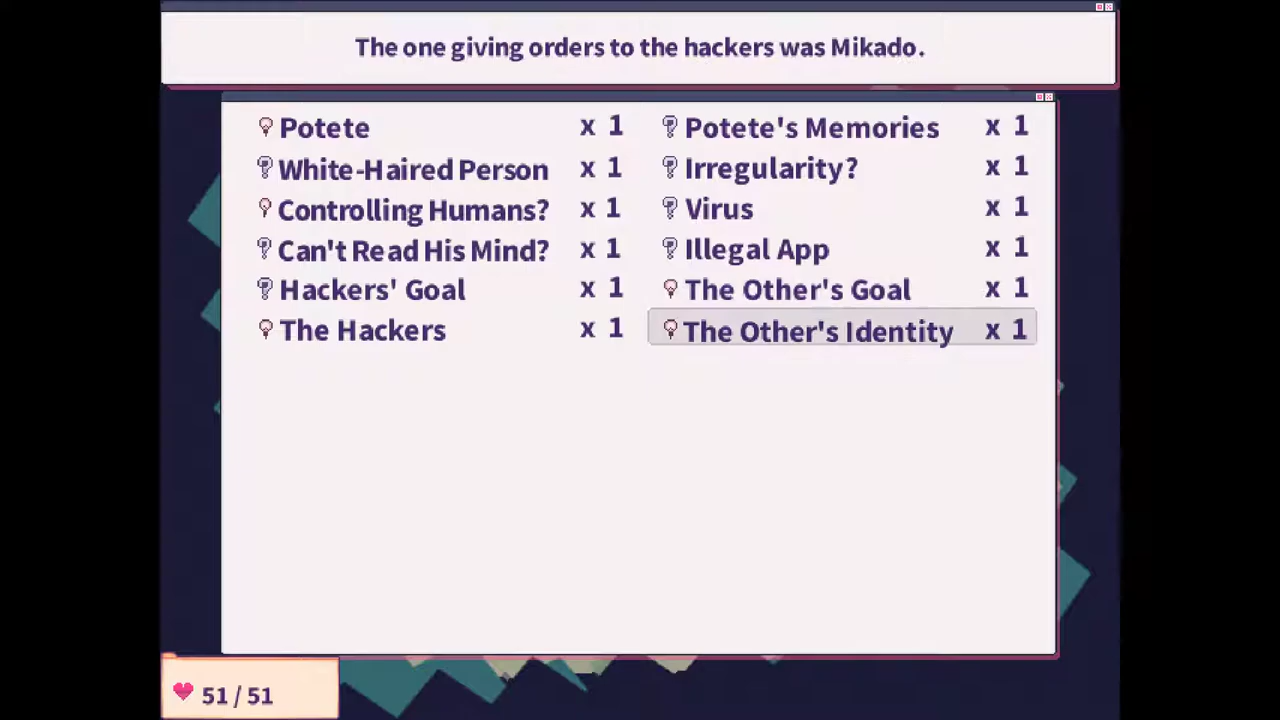 The one giving orders to the hackers was Mikado.
Potete x 1 Potete's Memories x 1
White-Haired Person x 1 Irregularity? x 1
Controlling Humans? x 1 Virus x 1
Can't Read His Mind? x 1 Illegal App x 1
Hackers' Goal x 1 The Other's Goal x 1
The Hackers x 1 The Other's Identity x 1
51 / 51